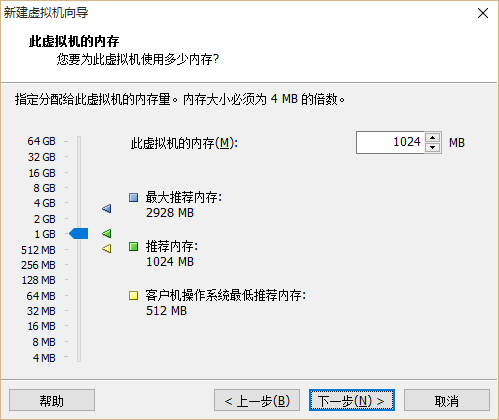 新建虚拟机向导
此虚拟机的内存
您要为此虚拟机使用多少内存?
指定分配给此虚拟机的内存量。内存大小必须为 4 MB 的倍数。
此虚拟机的内存(M):
1024
MB
64 GB
32 GB
16 GB
8 GB
4 GB
2 GB
1 GB
512 MB
256 MB
128 MB
64 MB
32 MB
16 MB
8 MB
4 MB
最大推荐内存:
2928 MB
推荐内存:
1024 MB
客户机操作系统最低推荐内存:
512 MB
帮助
< 上一步(B)
下一步(N) >
取消